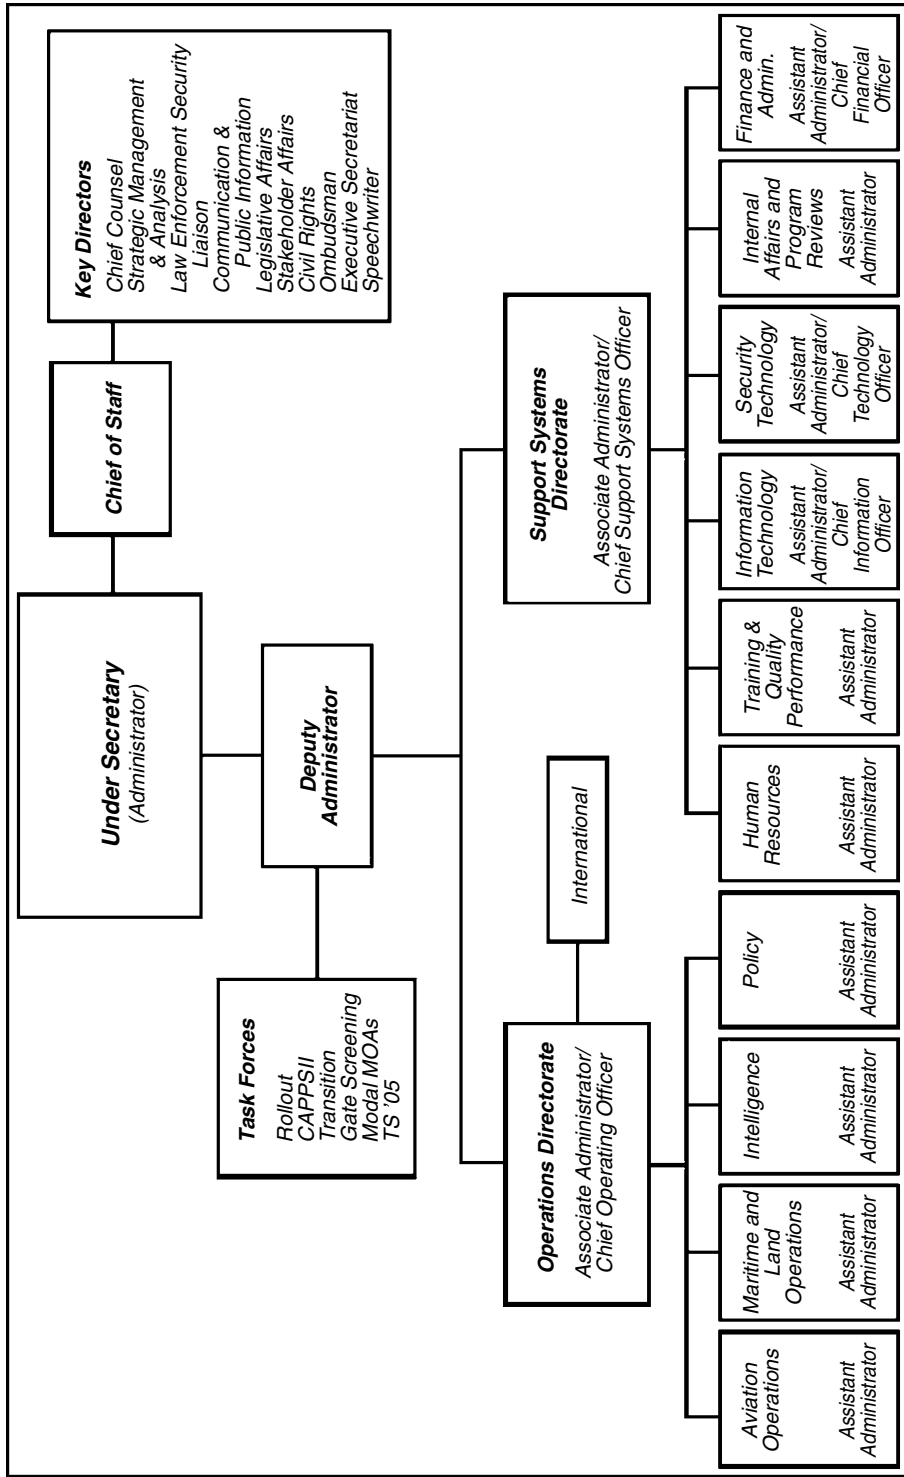 Under Secretary
(Administrator)
Chief of Staff
Key Directors
Chief Counsel
Strategic Management
& Analysis
Law Enforcement Security
Liaison
Communication &
Public Information
Legislative Affairs
Stakeholder Affairs
Civil Rights
Ombudsman
Executive Secretariat
Speechwriter
Deputy
Administrator
Task Forces
Rollout
CAPPSII
Transition
Gate Screening
Modal MOAs
TS '05
Operations Directorate
Associate Administrator/
Chief Operating Officer
International
Support Systems
Directorate
Associate Administrator/
Chief Support Systems Officer
Aviation
Operations
Assistant
Administrator
Maritime and
Land
Operations
Assistant
Administrator
Intelligence
Assistant
Administrator
Policy
Assistant
Administrator
Human
Resources
Assistant
Administrator
Training &
Quality
Performance
Assistant
Administrator
Information
Technology
Assistant
Administrator/
Chief
Information
Officer
Security
Technology
Assistant
Administrator/
Chief
Technology
Officer
Internal
Affairs and
Program
Reviews
Assistant
Administrator
Finance and
Admin.
Assistant
Administrator/
Chief
Financial
Officer